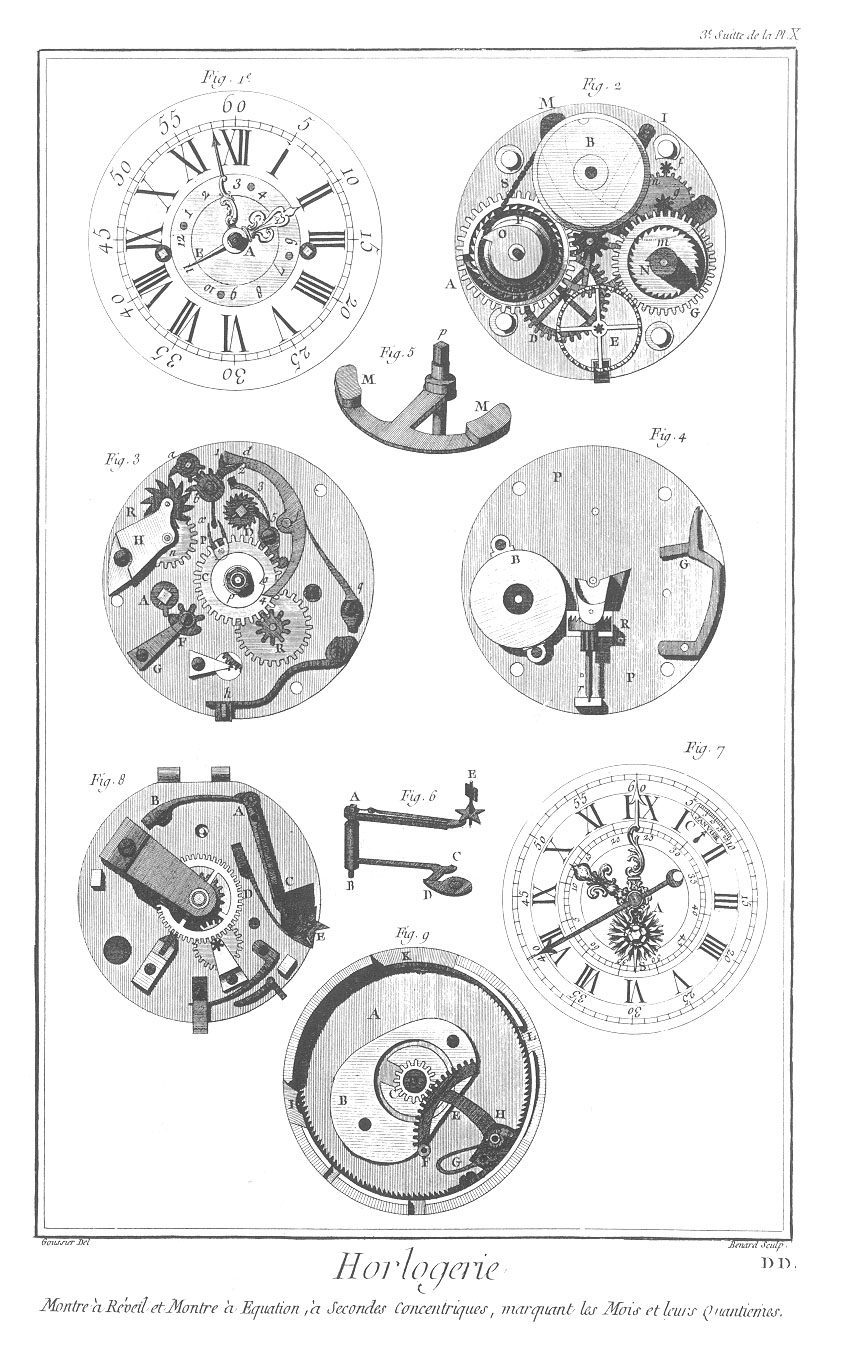 3e Suitte de la Pl. X
Fig. 1e
60
5
10
15
20
25
30
35
40
45
50
55
XII
I
II
III
IIII
V
VI
VII
VIII
IX
X
XI
1
2
3
4
6
7
8
9
10
11
12
E
A
Fig. 2
M
I
B
S
f
n
g
O
F
m
N
A
D
E
G
Fig. 5
p
M
M
Fig. 3
a
1
d
2
b
3
R
H
x
D
n
P
C
A
F
R
G
q
h
Fig. 4
P
B
G
R
P
r
Fig. 8
B
A
D
C
E
Fig. 6
E
A
C
B
D
Fig. 7
60
5
10
15
20
25
30
35
40
45
50
55
XII
I
II
III
IIII
V
VI
VII
VIII
IX
X
XI
C
A
Fig. 9
K
A
L
B
C
I
E
H
F
G
Goussier Del
Benard Sculp.
Horlogerie
DD.
Montre à Réveil et Montre à Equation, à Secondes Concentriques, marquant les Mois et leurs Quantiemes.